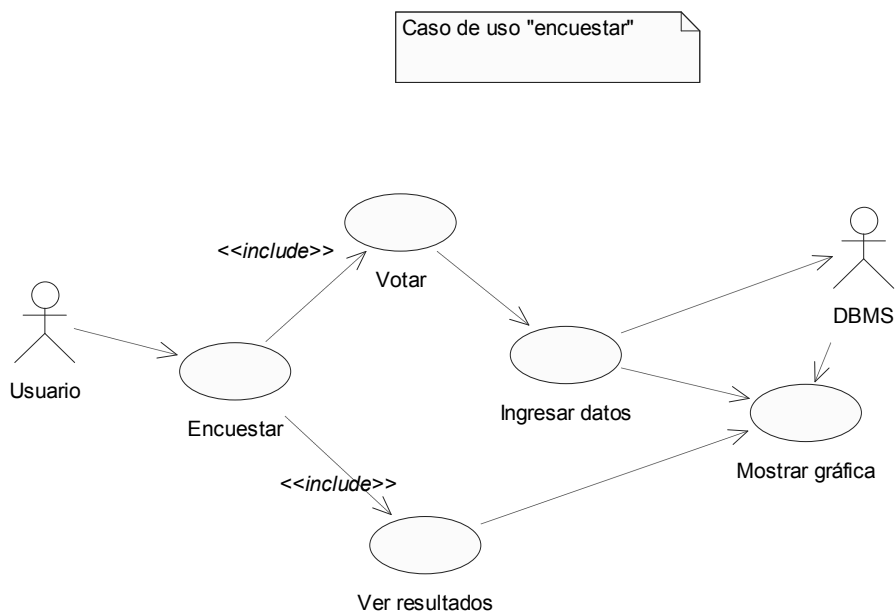 Caso de uso "encuestar"
<<include>>
Votar
DBMS
Usuario
Ingresar datos
Encuestar
Mostrar gráfica
<<include>>
Ver resultados